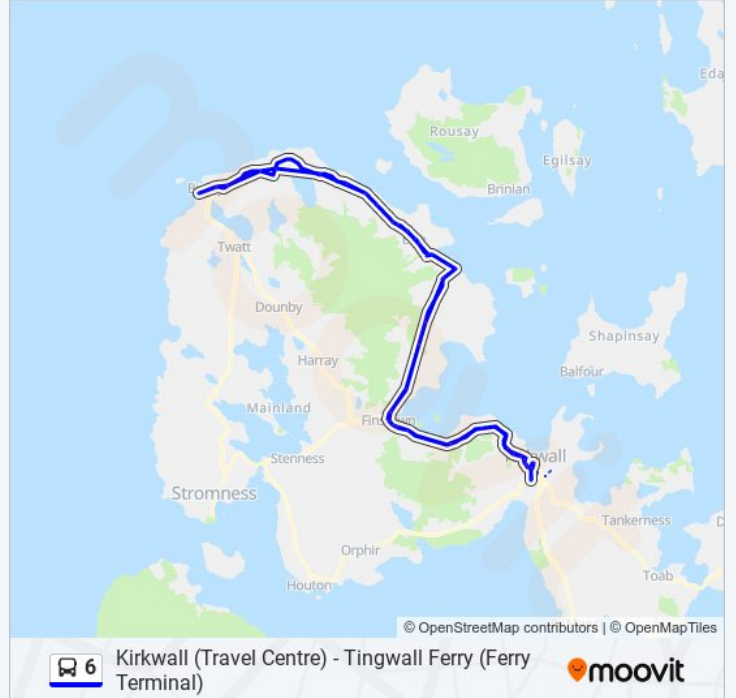 Eda
Rousay
Egilsay
Brinian
Twatt
Dounby
Shapinsay
Harray
Balfour
Mainland
Stenness
Stromness
Tankerness
Orphir
Toab
Houton
© OpenStreetMap contributors | © OpenMapTiles
6
Kirkwall (Travel Centre) - Tingwall Ferry (Ferry
Terminal)
moovit